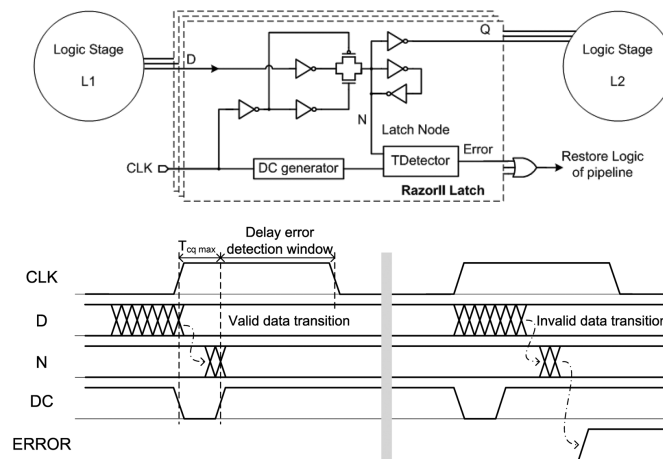 Logic Stage
L1
D
Q
Logic Stage
L2
N
Latch Node
CLK
DC generator
TDetector
Error
RazorII Latch
Restore Logic
of pipeline
Tcq max
Delay error
detection window
CLK
D
Valid data transition
Invalid data transition
N
DC
ERROR